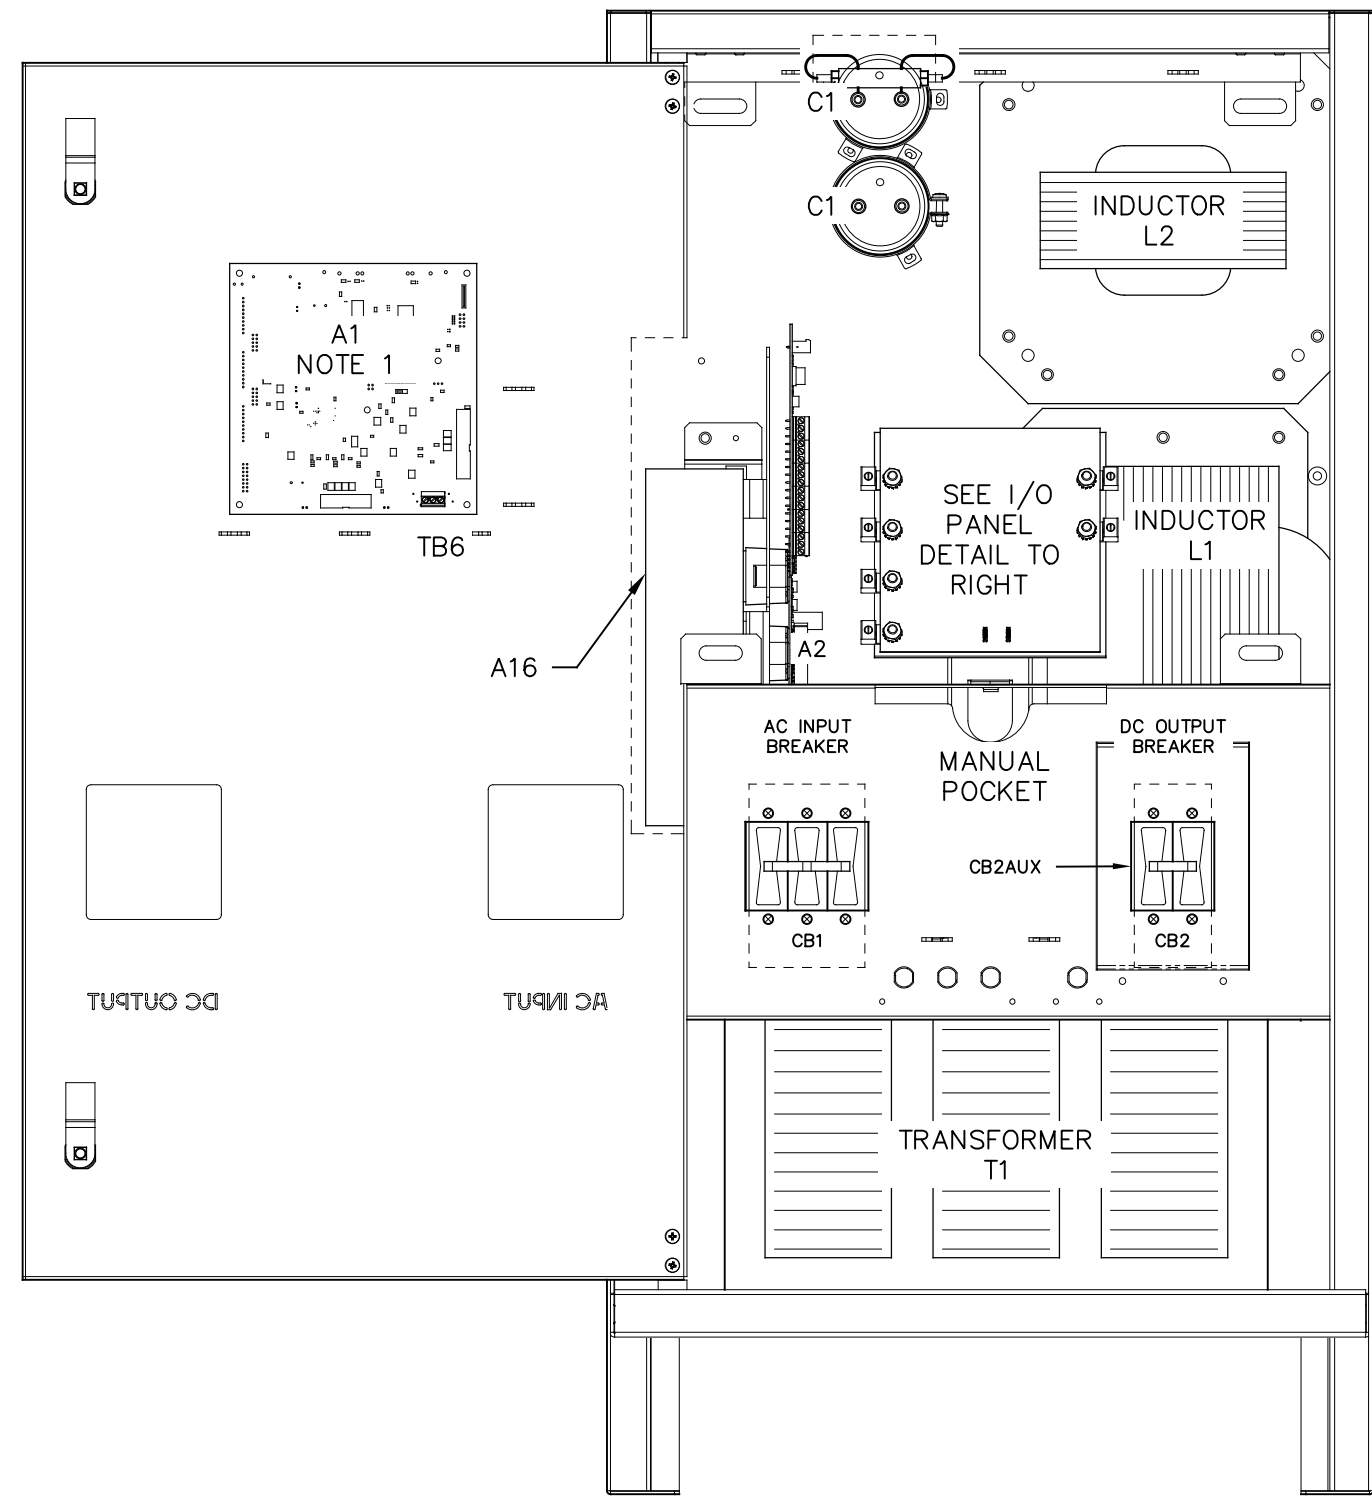 C1
C1
INDUCTOR
L2
A1
NOTE 1
TB6
SEE I/O
PANEL
DETAIL TO
RIGHT
INDUCTOR
L1
A2
A16
AC INPUT
BREAKER
MANUAL
POCKET
DC OUTPUT
BREAKER
CB2AUX
CB1
CB2
DC OUTPUT
AC INPUT
TRANSFORMER
T1